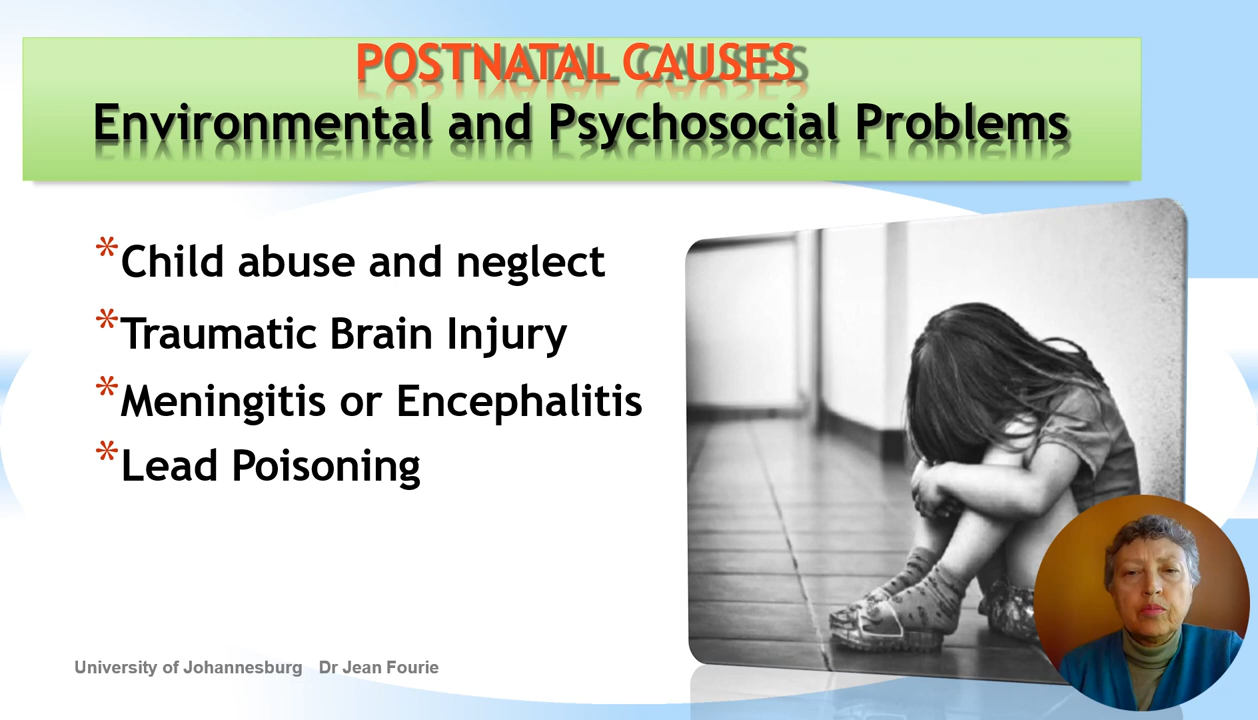 POSTNATAL CAUSES
Environmental and Psychosocial Problems
*Child abuse and neglect
*Traumatic Brain Injury
*Meningitis or Encephalitis
*Lead Poisoning
University of Johannesburg Dr Jean Fourie